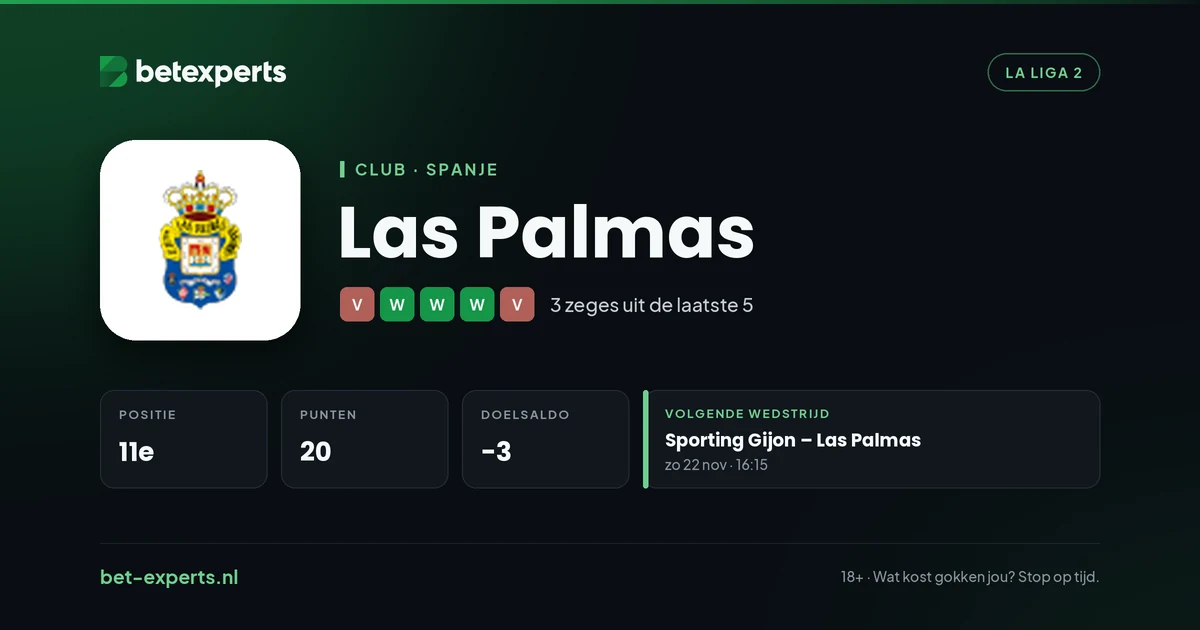 betexperts
LA LIGA 2
CLUB · SPANJE
Las Palmas
V W W W V 3 zeges uit de laatste 5
POSITIE
11e
PUNTEN
20
DOELSALDO
-3
VOLGENDE WEDSTRIJD
Sporting Gijon – Las Palmas
zo 22 nov · 16:15
bet-experts.nl
18+ · Wat kost gokken jou? Stop op tijd.